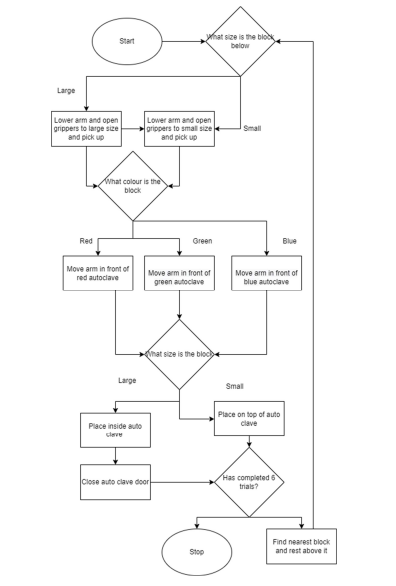 Start
What size is the block
below
Large
Lower arm and open
grippers to large size
and pick up
Lower arm and open
grippers to small size
and pick up
Small
What colour is the
block
Red
Green
Blue
Move arm in front of
red autoclave
Move arm in front of
green autoclave
Move arm in front of
blue autoclave
What size is the block
Large
Small
Place inside auto
clave
Place on top of auto
clave
Close auto clave door
Has completed 6
trials?
Stop
Find nearest block
and rest above it